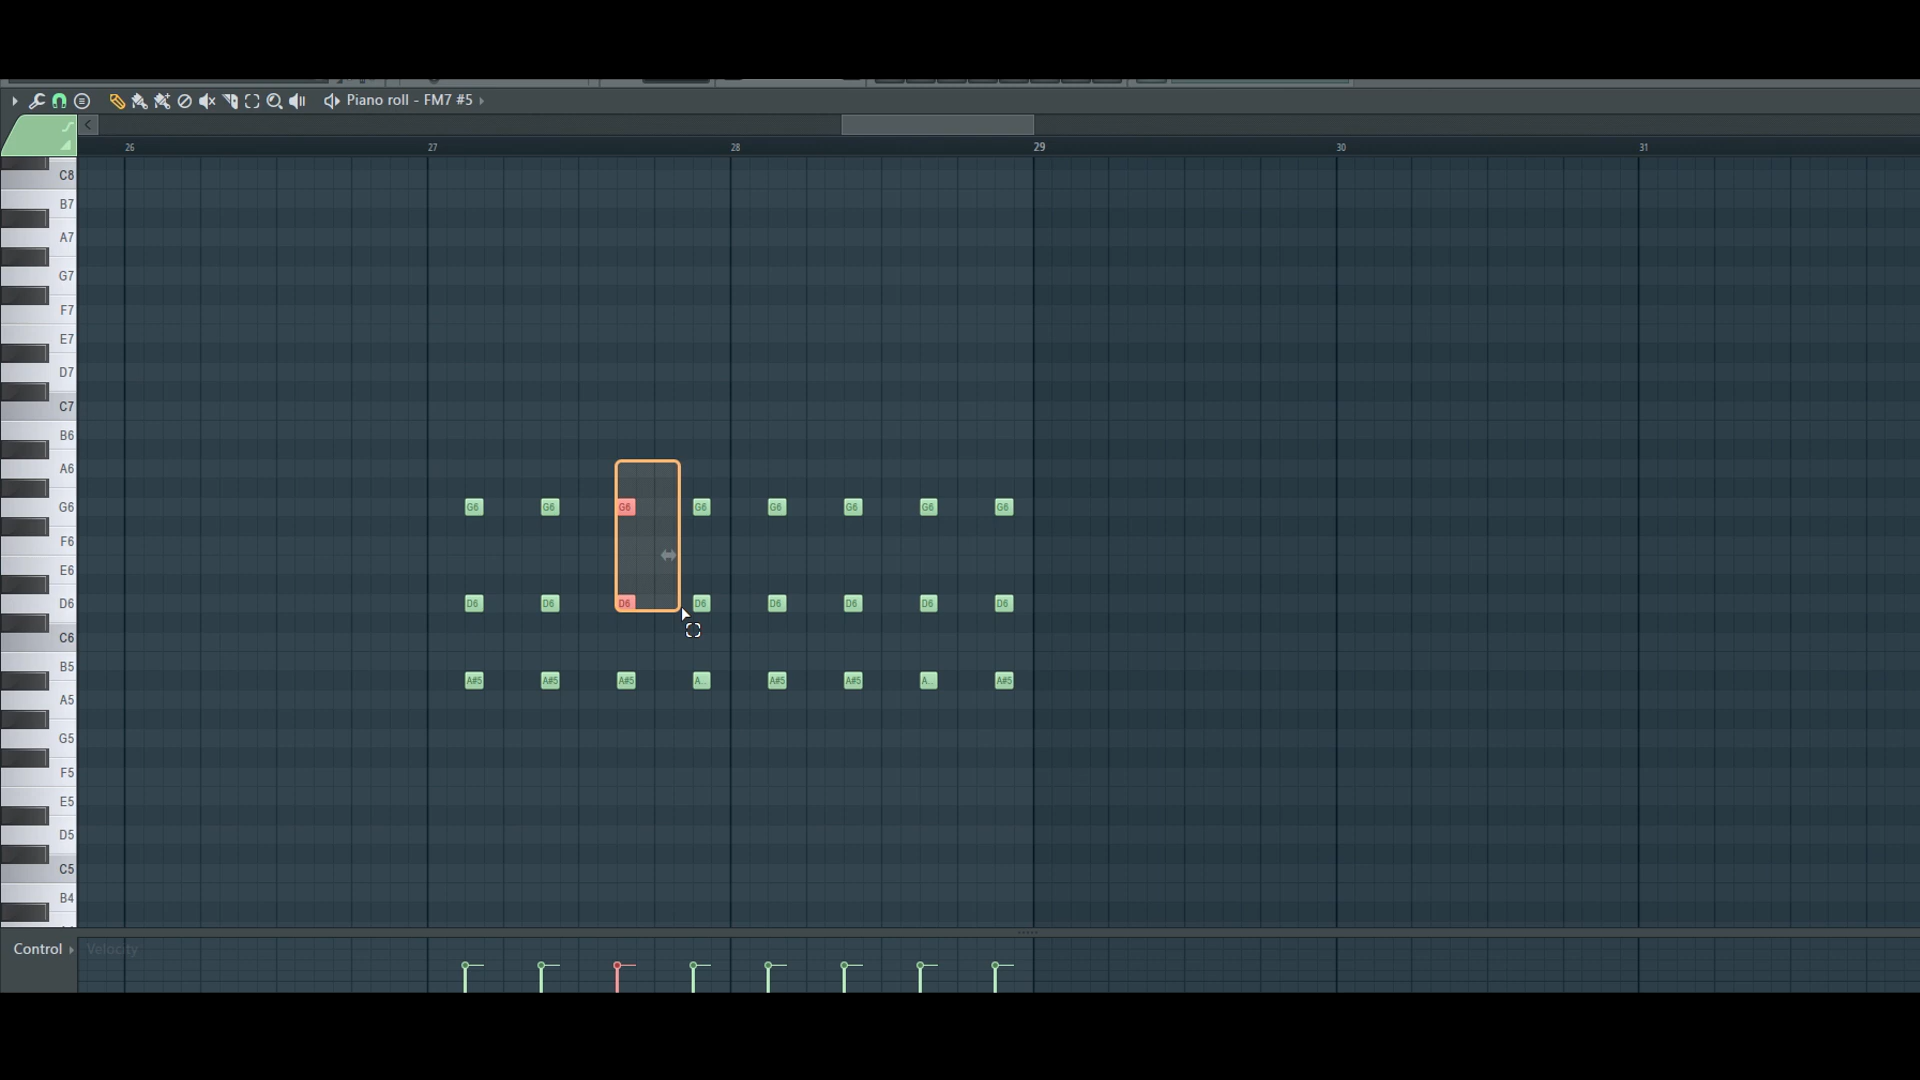 Piano roll - FM7 #5
26 27 28 29 30 31
C8
B7
A7
G7
F7
E7
D7
C7
B6
A6
G6 G6 G6 G6 G6 G6 G6 G6 G6
F6
E6
D6 D6 D6 D6 D6 D6 D6 D6 D6
C6
B5
A#5 A#5 A#5 A... A#5 A#5 A... A#5
A5
G5
F5
E5
D5
C5
B4
Control Velocity